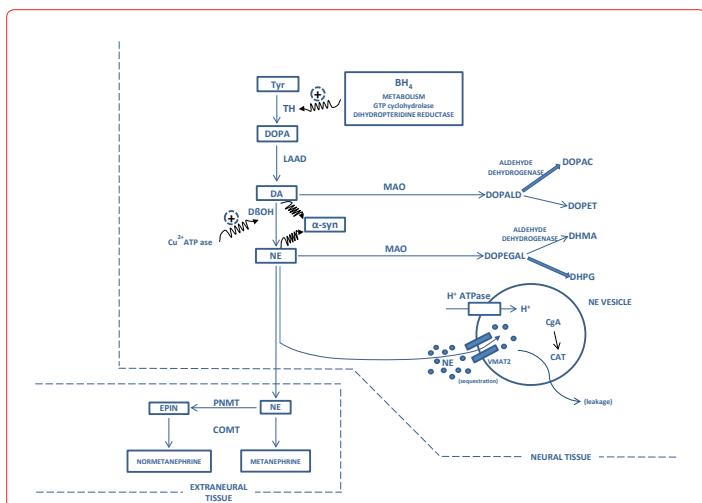 Tyr
TH
BH4
METABOLISM
GTP cyclohydrolase
DIHYDROPTERIDINE REDUCTASE
DOPA
LAAD
DA
MAO
DOPALD
ALDEHYDE
DEHYDROGENASE
DOPAC
DOPET
DßOH
Cu2+ATP ase
α-syn
NE
MAO
DOPEGAL
ALDEHYDE
DEHYDROGENASE
DHMA
DHPG
H+ ATPase
H+
NE VESICLE
CgA
CAT
NE
VMAT2
(sequestration)
(leakage)
EPIN
PNMT
NE
COMT
NORMETANEPHRINE
METANEPHRINE
NEURAL TISSUE
EXTRANEURAL
TISSUE